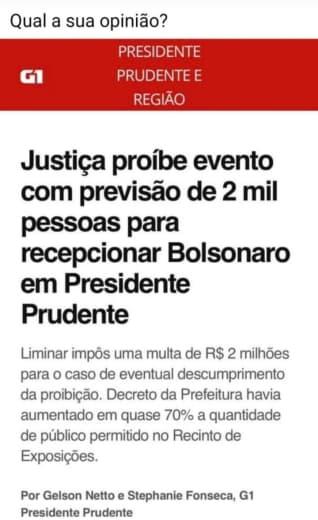 Qual a sua opinião?
PRESIDENTE
G1
PRUDENTE E
REGIÃO
Justiça proíbe evento
com previsão de 2 mil
pessoas para
recepcionar Bolsonaro
em Presidente
Prudente
Liminar impôs uma multa de R$ 2 milhões
para o caso de eventual descumprimento
da proibição. Decreto da Prefeitura havia
aumentado em quase 70% a quantidade
de público permitido no Recinto de
Exposições.
Por Gelson Netto e Stephanie Fonseca, G1
Presidente Prudente